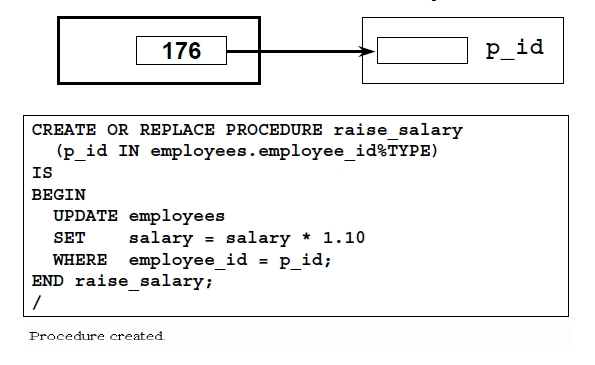 176
p_id
CREATE OR REPLACE PROCEDURE raise_salary
(p_id IN employees.employee_id%TYPE)
IS
BEGIN
UPDATE employees
SET salary = salary * 1.10
WHERE employee_id = p_id;
END raise_salary;
/
Procedure created.